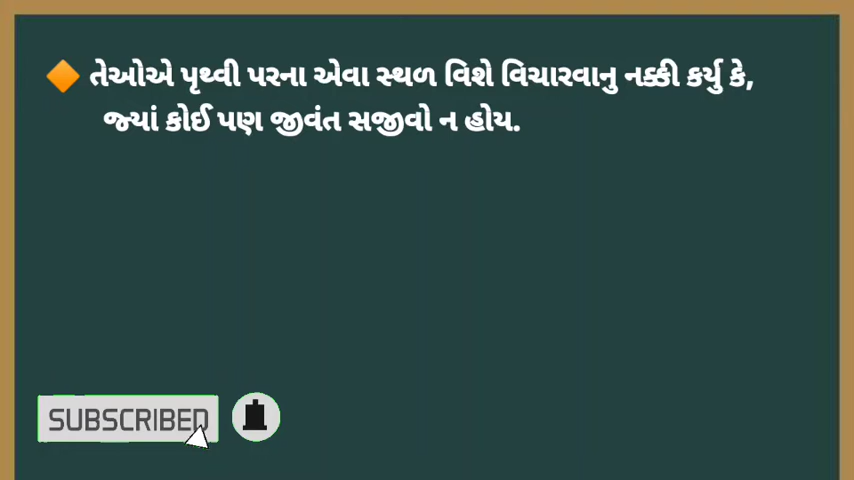 તેઓએ પૃથ્વી પરના એવા સ્થળ વિશે વિચારવાનુ નક્કી કર્યુ કે,
જ્યાં કોઈ પણ જીવંત સજીવો ન હોય.
SUBSCRIBED